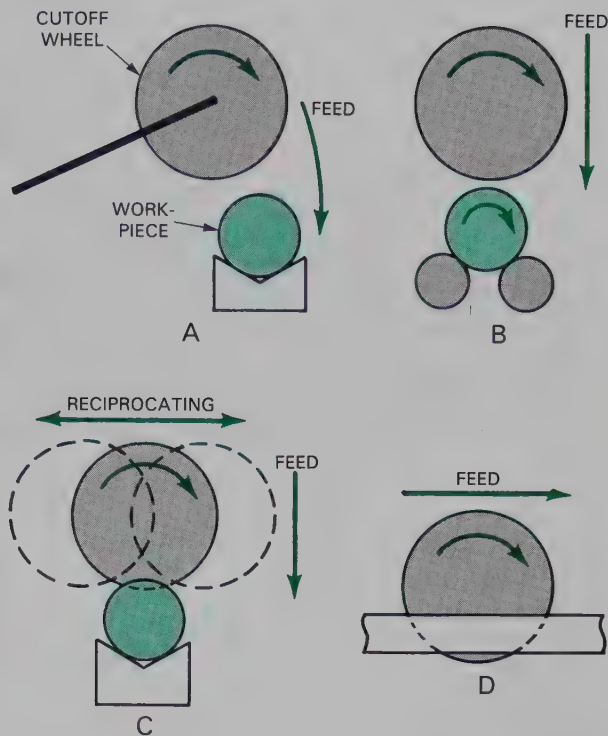 CUTOFF
WHEEL
FEED
WORK-
PIECE
A
FEED
B
RECIPROCATING
FEED
C
FEED
D